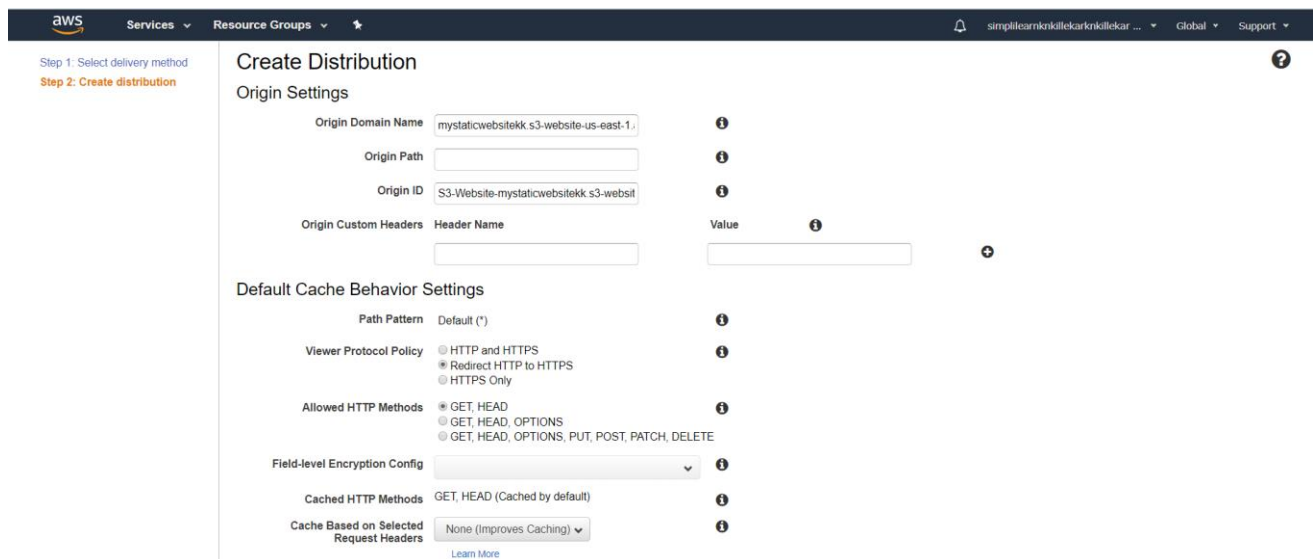 aws Services Resource Groups simplilearnknkillekarknkillekar ... Global Support
Step 1: Select delivery method
Step 2: Create distribution
Create Distribution
Origin Settings
Origin Domain Name mystaticwebsitekk.s3-website-us-east-1.
Origin Path
Origin ID S3-Website-mystaticwebsitekk.s3-websit
Origin Custom Headers Header Name Value
Default Cache Behavior Settings
Path Pattern Default (*)
Viewer Protocol Policy HTTP and HTTPS
Redirect HTTP to HTTPS
HTTPS Only
Allowed HTTP Methods GET, HEAD
GET, HEAD, OPTIONS
GET, HEAD, OPTIONS, PUT, POST, PATCH, DELETE
Field-level Encryption Config
Cached HTTP Methods GET, HEAD (Cached by default)
Cache Based on Selected
Request Headers None (Improves Caching)
Learn More